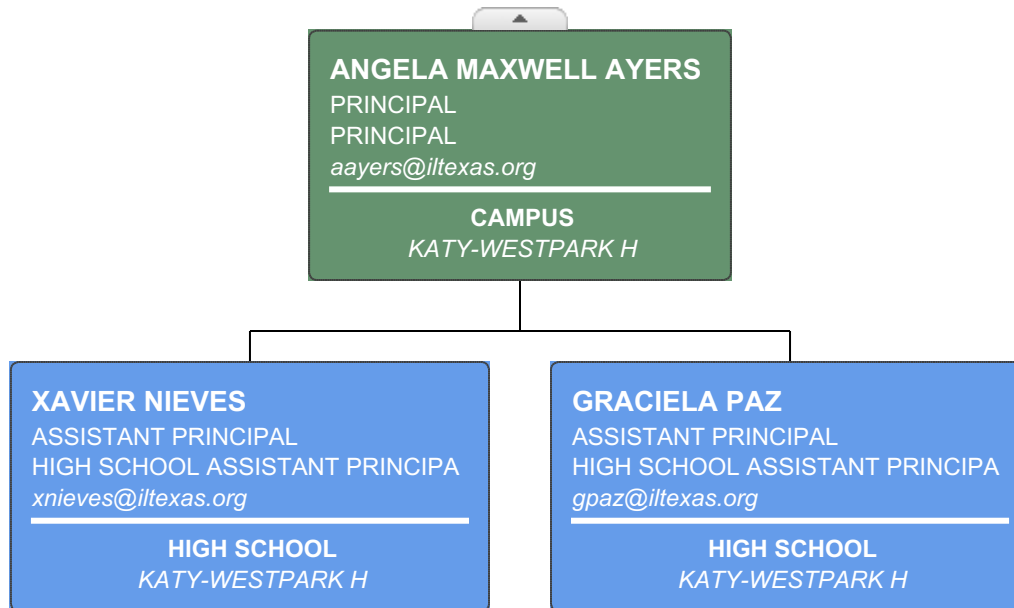 ANGELA MAXWELL AYERS
PRINCIPAL
PRINCIPAL
aayers@iltexas.org
CAMPUS
KATY-WESTPARK H
XAVIER NIEVES
ASSISTANT PRINCIPAL
HIGH SCHOOL ASSISTANT PRINCIPA
xnieves@iltexas.org
HIGH SCHOOL
KATY-WESTPARK H
GRACIELA PAZ
ASSISTANT PRINCIPAL
HIGH SCHOOL ASSISTANT PRINCIPA
gpaz@iltexas.org
HIGH SCHOOL
KATY-WESTPARK H